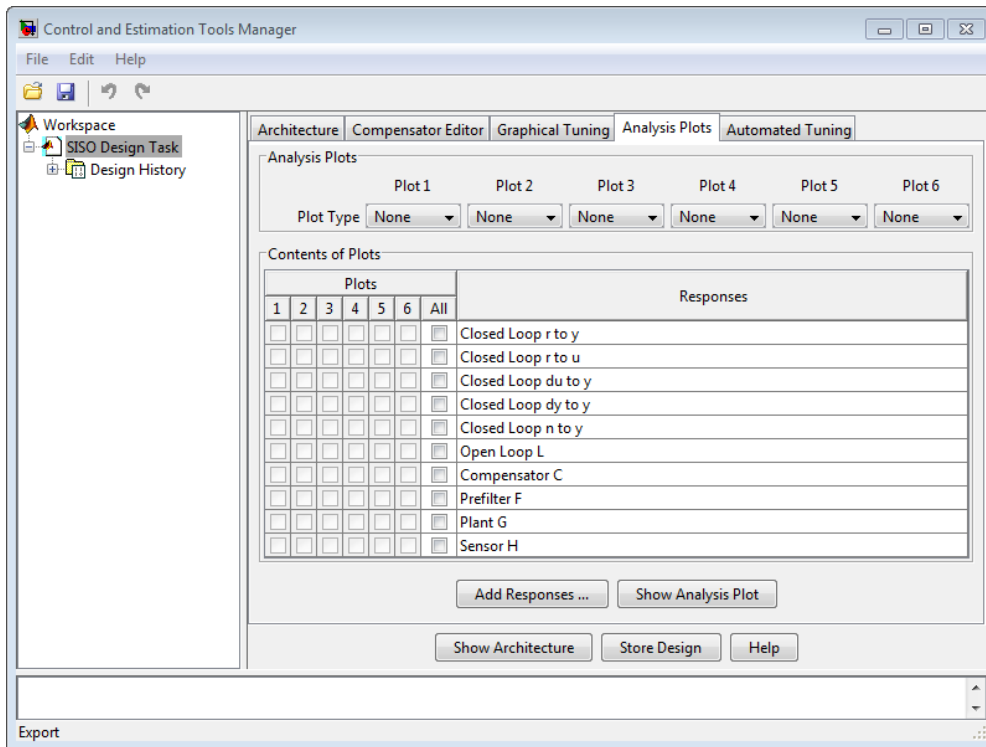 Control and Estimation Tools Manager
File Edit Help
Workspace
SISO Design Task
Design History
Architecture Compensator Editor Graphical Tuning Analysis Plots Automated Tuning
Analysis Plots
Plot 1 Plot 2 Plot 3 Plot 4 Plot 5 Plot 6
Plot Type None None None None None None
Contents of Plots
Plots
Responses
1 2 3 4 5 6 All
Closed Loop r to y
Closed Loop r to u
Closed Loop du to y
Closed Loop dy to y
Closed Loop n to y
Open Loop L
Compensator C
Prefilter F
Plant G
Sensor H
Add Responses ... Show Analysis Plot
Show Architecture Store Design Help
Export